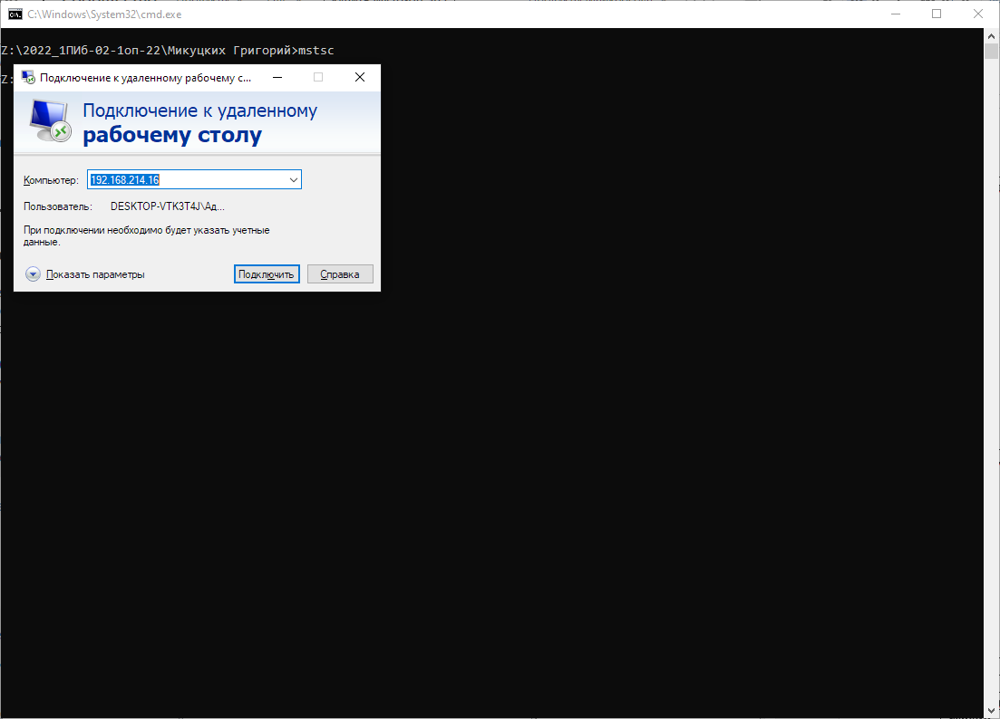 C:\Windows\System32\cmd.exe
Z:\2022_1ПИб-02-1оп-22\Микуцких Григорий>mstsc
Z:
Подключение к удаленному рабочему с...
Подключение к удаленному
рабочему столу
Компьютер: 192.168.214.16
Пользователь: DESKTOP-VTK3T4J\Ад...
При подключении необходимо будет указать учетные
данные.
Показать параметры Подключить Справка